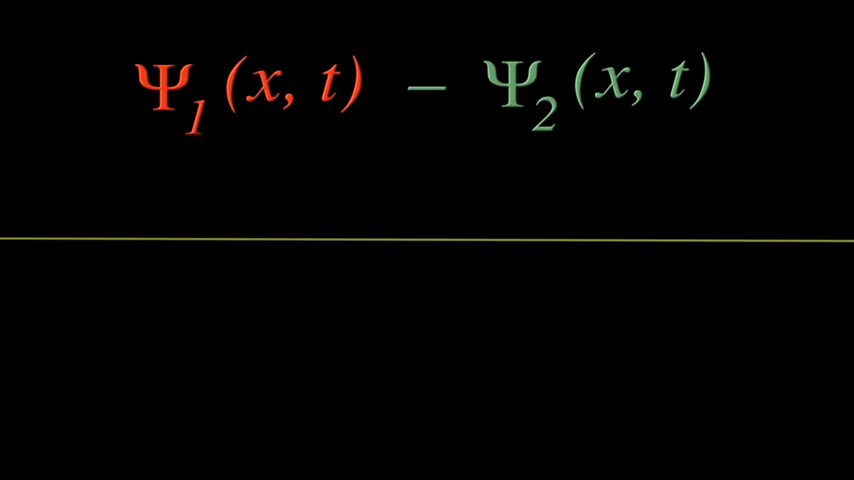 Ψ₁(x, t) – Ψ₂(x, t)